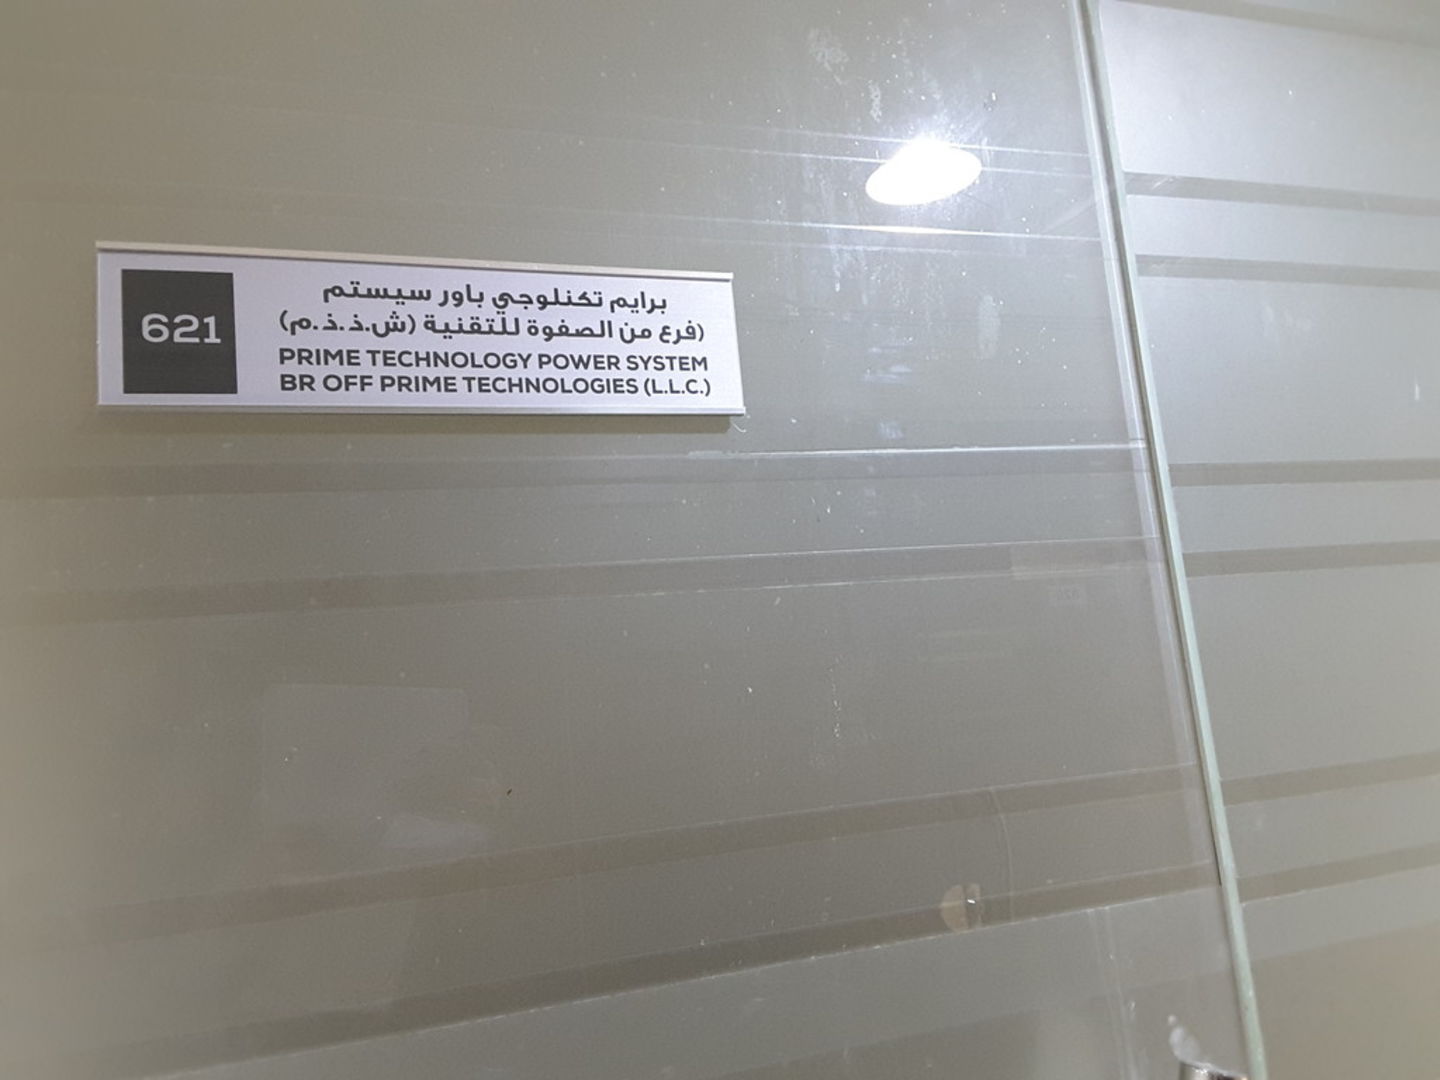 621
برايم تكنلوجي باور سيستم
(فرع من الصفوة للتقنية (ش.ذ.ذ.م)
PRIME TECHNOLOGY POWER SYSTEM
BR OFF PRIME TECHNOLOGIES (L.L.C.)